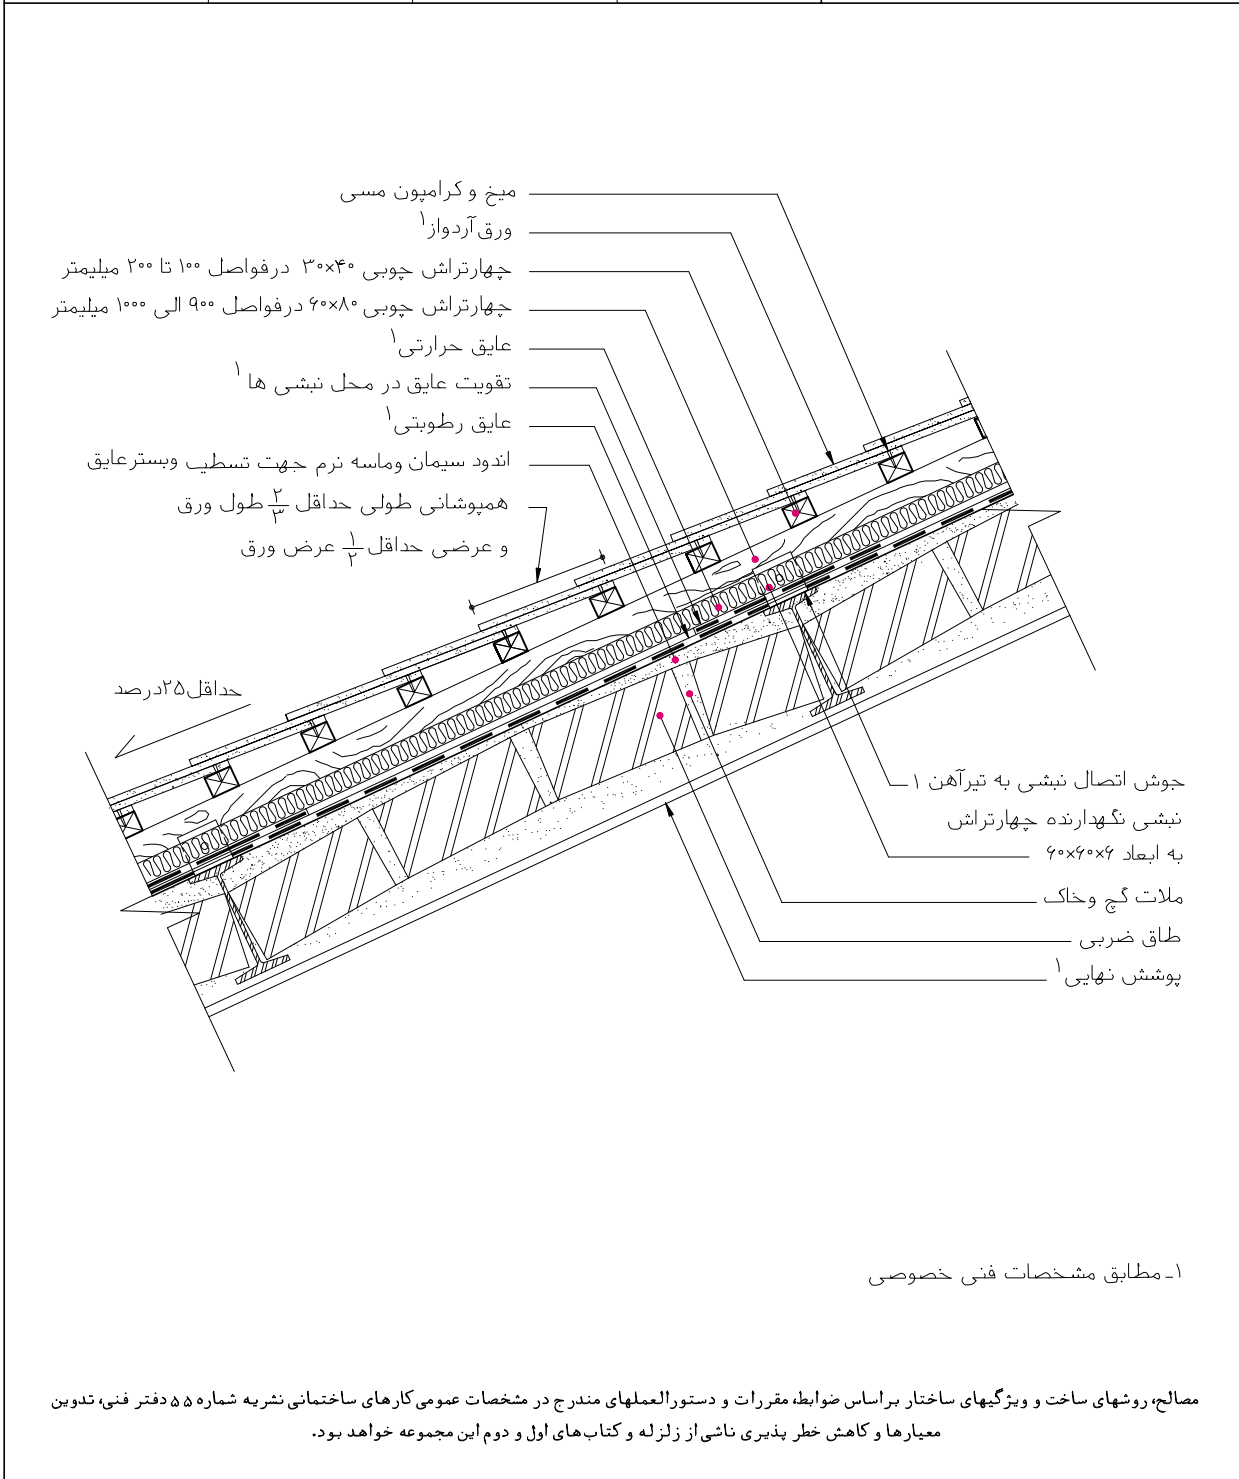 میخ و کرامپون مسی
ورق آردواز۱
چهارتراش چوبی ۳۰×۴۰ درفواصل ۱۰۰ تا ۲۰۰ میلیمتر
چهارتراش چوبی ۶۰×۸۰ درفواصل ۹۰۰ الی ۱۰۰۰ میلیمتر
عایق حرارتی۱
تقویت عایق در محل نبشی ها ۱
عایق رطوبتی۱
اندود سیمان وماسه نرم جهت تسطیب وبسترعایق
همپوشانی طولی حداقل ۲/۳ طول ورق
و عرضی حداقل ۱/۲ عرض ورق
حداقل ۲۵درصد
جوش اتصال نبشی به تیرآهن ۱
نبشی نگهدارنده چهارتراش
به ابعاد ۶۰×۶۰×۶
ملات گچ وخاک
طاق ضربی
پوشش نهایی۱
۱ـ مطابق مشخصات فنی خصوصی
مصالح، روشهای ساخت و ویژگیهای ساختار براساس ضوابط، مقررات و دستورالعملهای مندرج در مشخصات عمومی کارهای ساختمانی نشریه شماره ۵۵ دفتر فنی، تدوین
معیارها و کاهش خطر پذیری ناشی از زلزله و کتاب‌های اول و دوم این مجموعه خواهد بود.